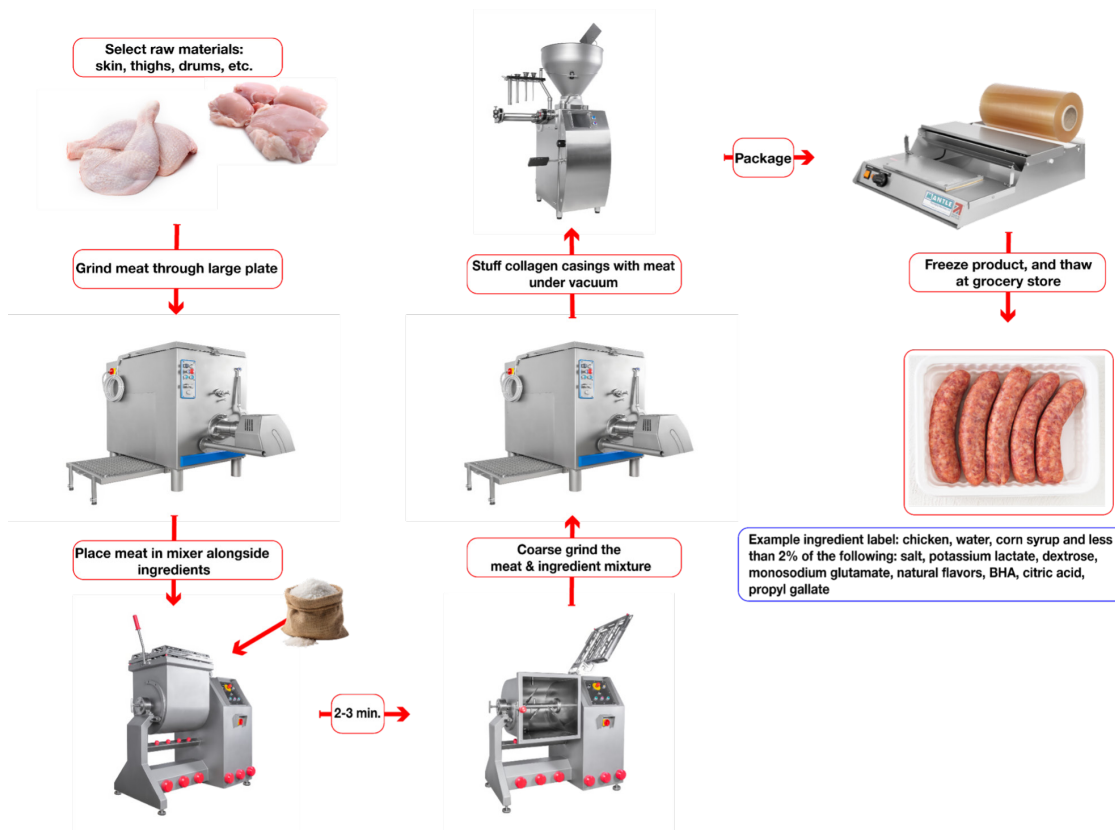 Select raw materials:
skin, thighs, drums, etc.
Grind meat through large plate
Place meat in mixer alongside
ingredients
2-3 min.
Coarse grind the
meat & ingredient mixture
Stuff collagen casings with meat
under vacuum
Package
MANTLE
Freeze product, and thaw
at grocery store
Example ingredient label: chicken, water, corn syrup and less
than 2% of the following: salt, potassium lactate, dextrose,
monosodium glutamate, natural flavors, BHA, citric acid,
propyl gallate